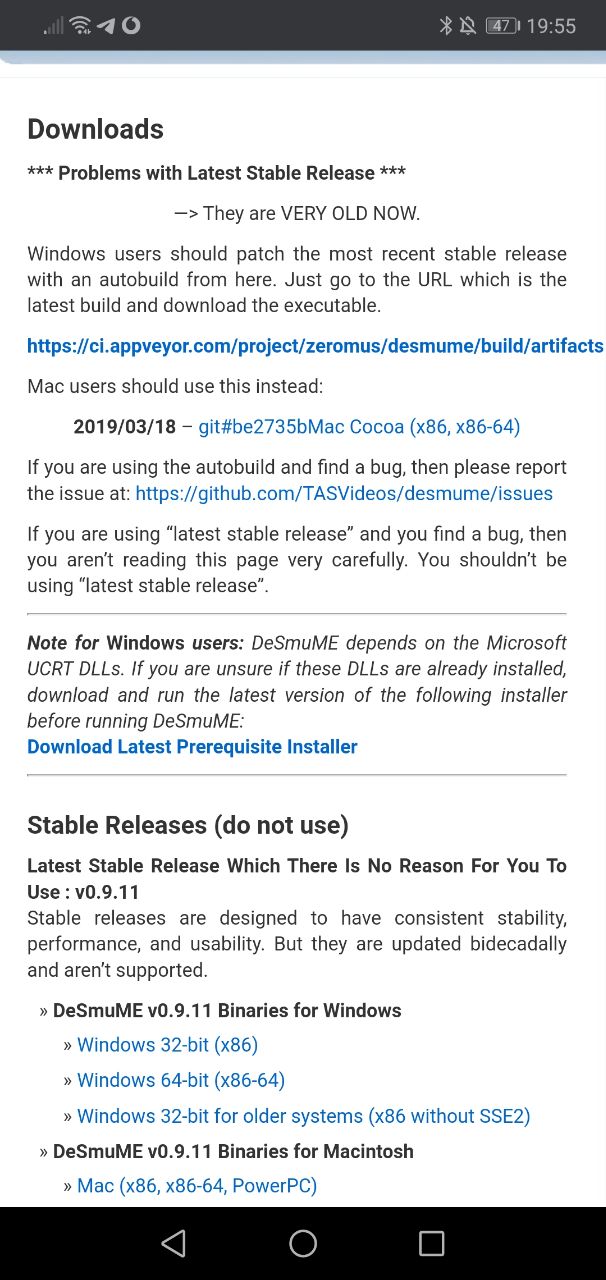 47 19:55
Downloads
*** Problems with Latest Stable Release ***
—> They are VERY OLD NOW.
Windows users should patch the most recent stable release
with an autobuild from here. Just go to the URL which is the
latest build and download the executable.
https://ci.appveyor.com/project/zeromus/desmume/build/artifacts
Mac users should use this instead:
2019/03/18 – git#be2735bMac Cocoa (x86, x86-64)
If you are using the autobuild and find a bug, then please report
the issue at: https://github.com/TASVideos/desmume/issues
If you are using “latest stable release” and you find a bug, then
you aren’t reading this page very carefully. You shouldn’t be
using “latest stable release”.
Note for Windows users: DeSmuME depends on the Microsoft
UCRT DLLs. If you are unsure if these DLLs are already installed,
download and run the latest version of the following installer
before running DeSmuME:
Download Latest Prerequisite Installer
Stable Releases (do not use)
Latest Stable Release Which There Is No Reason For You To
Use : v0.9.11
Stable releases are designed to have consistent stability,
performance, and usability. But they are updated bidecadally
and aren’t supported.
» DeSmuME v0.9.11 Binaries for Windows
» Windows 32-bit (x86)
» Windows 64-bit (x86-64)
» Windows 32-bit for older systems (x86 without SSE2)
» DeSmuME v0.9.11 Binaries for Macintosh
» Mac (x86, x86-64, PowerPC)